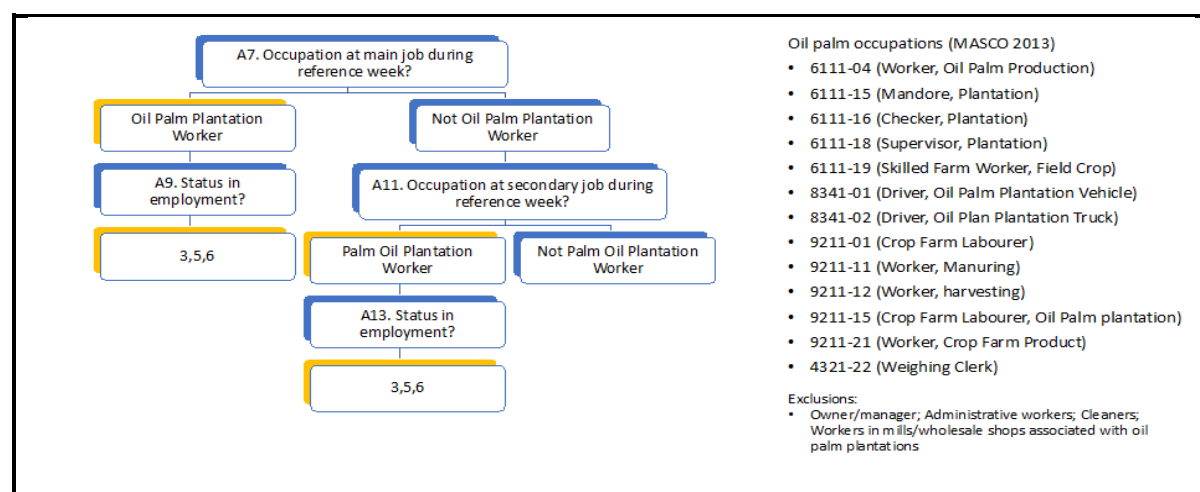 A7. Occupation at main job during
reference week?
Oil Palm Plantation
Worker
Not Oil Palm Plantation
Worker
A9. Status in
employment?
A11. Occupation at secondary job during
reference week?
3,5,6
Palm Oil Plantation
Worker
Not Palm Oil Plantation
Worker
A13. Status in
employment?
3,5,6
Oil palm occupations (MASCO 2013)
• 6111-04 (Worker, Oil Palm Production)
• 6111-15 (Mandore, Plantation)
• 6111-16 (Checker, Plantation)
• 6111-18 (Supervisor, Plantation)
• 6111-19 (Skilled Farm Worker, Field Crop)
• 8341-01 (Driver, Oil Palm Plantation Vehicle)
• 8341-02 (Driver, Oil Plan Plantation Truck)
• 9211-01 (Crop Farm Labourer)
• 9211-11 (Worker, Manuring)
• 9211-12 (Worker, harvesting)
• 9211-15 (Crop Farm Labourer, Oil Palm plantation)
• 9211-21 (Worker, Crop Farm Product)
• 4321-22 (Weighing Clerk)
Exclusions:
• Owner/manager; Administrative workers; Cleaners;
Workers in mills/wholesale shops associated with oil
palm plantations